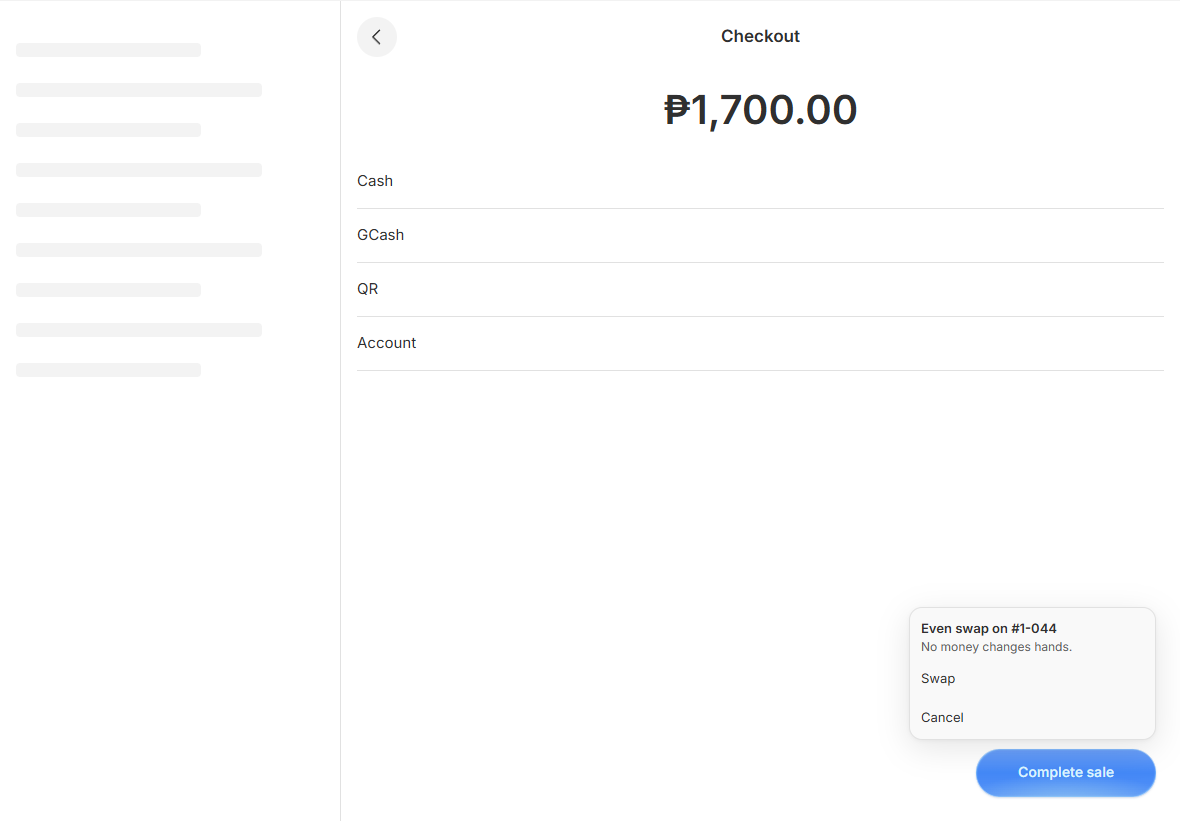 Checkout
₱1,700.00
Cash
GCash
QR
Account
Even swap on #1-044
No money changes hands.
Swap
Cancel
Complete sale